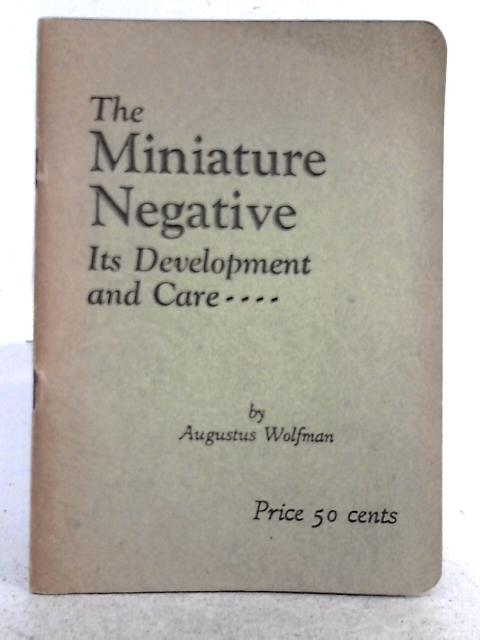 The
Miniature
Negative
Its Development
and Care----
by
Augustus Wolfman
Price 50 cents